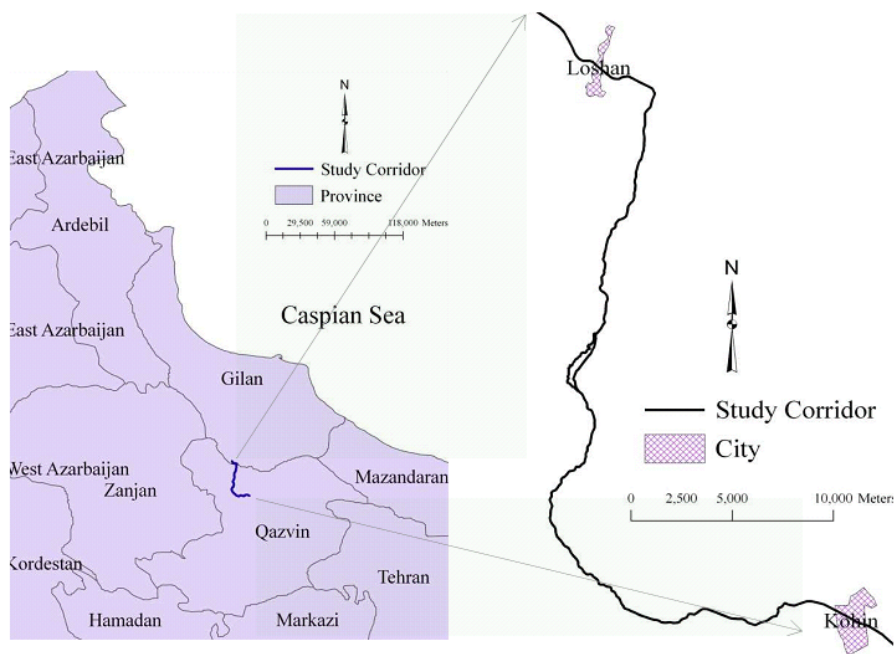 Loshan
N
Study Corridor
Province
0 29,500 59,000 118,000 Meters
East Azarbaijan
Ardebil
East Azarbaijan
Caspian Sea
Gilan
West Azarbaijan
Zanjan
Mazandaran
Qazvin
Kordestan
Tehran
Hamadan
Markazi
N
Study Corridor
City
0 2,500 5,000 10,000 Meters
Kohin